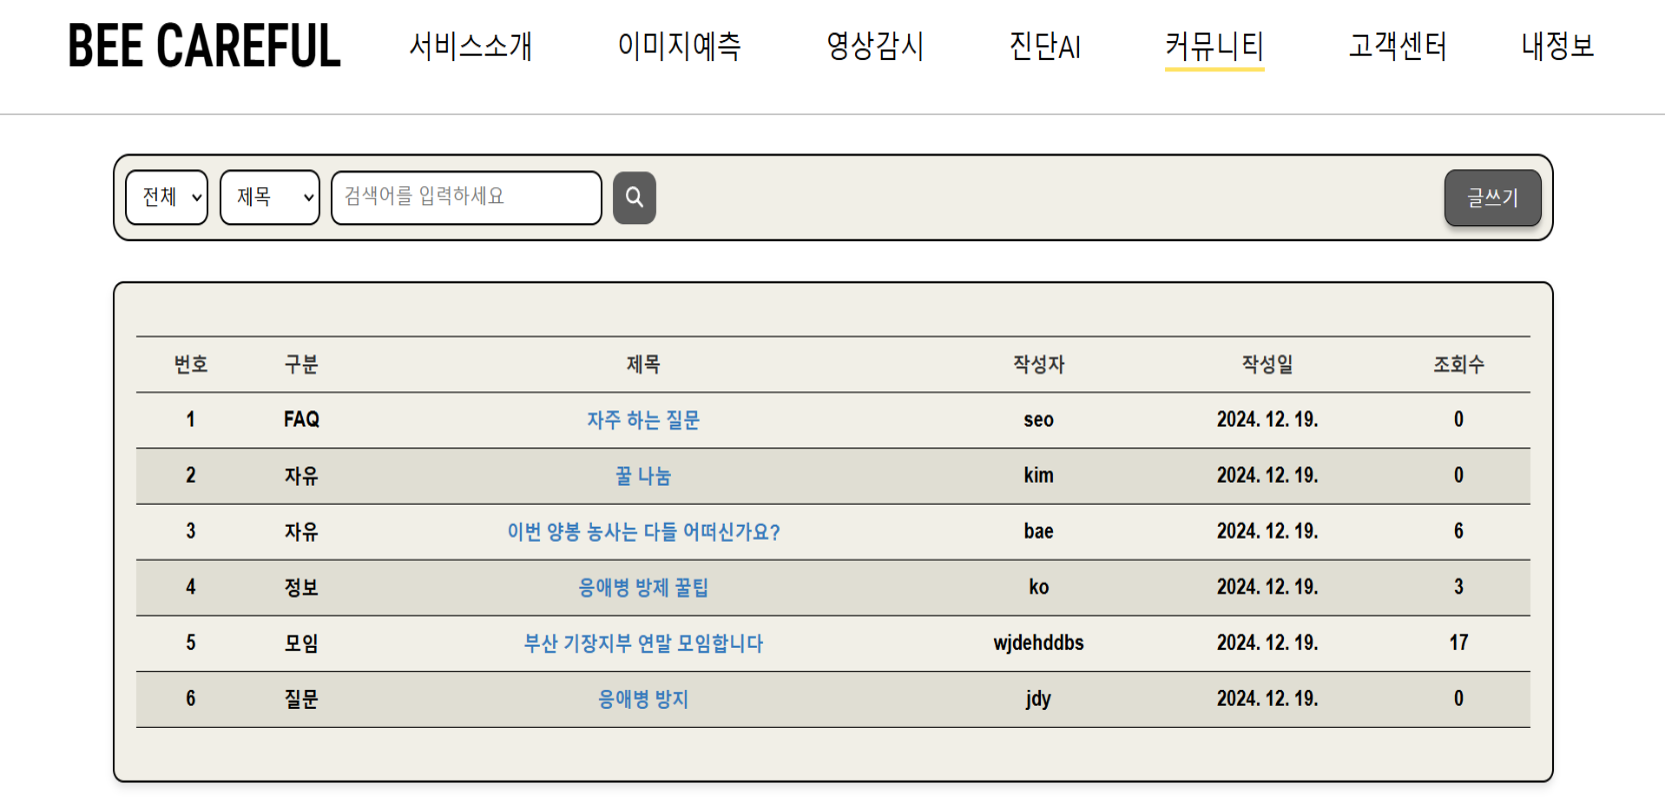 BEE CAREFUL 서비스소개 이미지예측 영상감시 진단AI 커뮤니티 고객센터 내정보
전체 제목 검색어를 입력하세요 글쓰기
번호 구분 제목 작성자 작성일 조회수
1 FAQ 자주 하는 질문 seo 2024. 12. 19. 0
2 자유 꿀 나눔 kim 2024. 12. 19. 0
3 자유 이번 양봉 농사는 다들 어떠신가요? bae 2024. 12. 19. 6
4 정보 응애병 방제 꿀팁 ko 2024. 12. 19. 3
5 모임 부산 기장지부 연말 모임합니다 wjdehddbs 2024. 12. 19. 17
6 질문 응애병 방지 jdy 2024. 12. 19. 0